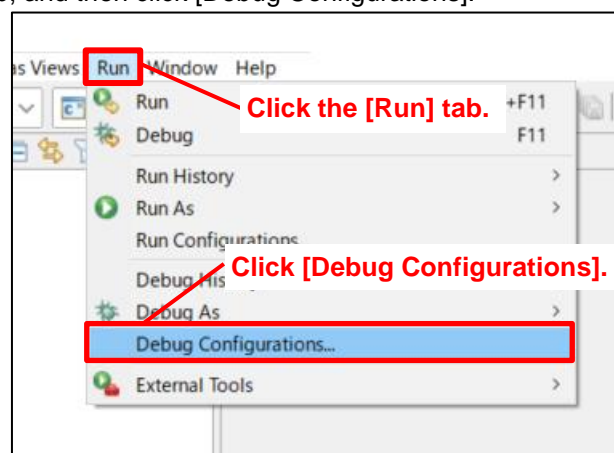 and then click [Debug Configurations].
as Views Run Window Help
Run +F11
Click the [Run] tab.
Debug F11
Run History
Run As
Run Configurations
Click [Debug Configurations].
Debug His
Debug As
Debug Configurations...
External Tools